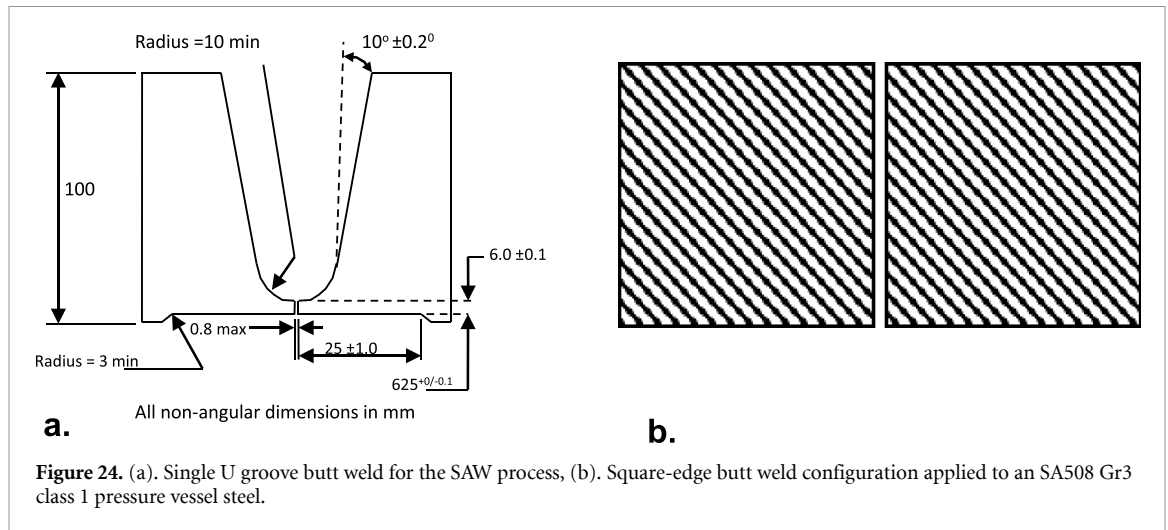 Radius =10 min
10° ±0.2⁰
100
6.0 ±0.1
0.8 max
25 ±1.0
Radius = 3 min
625⁺⁰/⁻⁰·¹
All non-angular dimensions in mm
a.
b.
Figure 24. (a). Single U groove butt weld for the SAW process, (b). Square-edge butt weld configuration applied to an SA508 Gr3
class 1 pressure vessel steel.